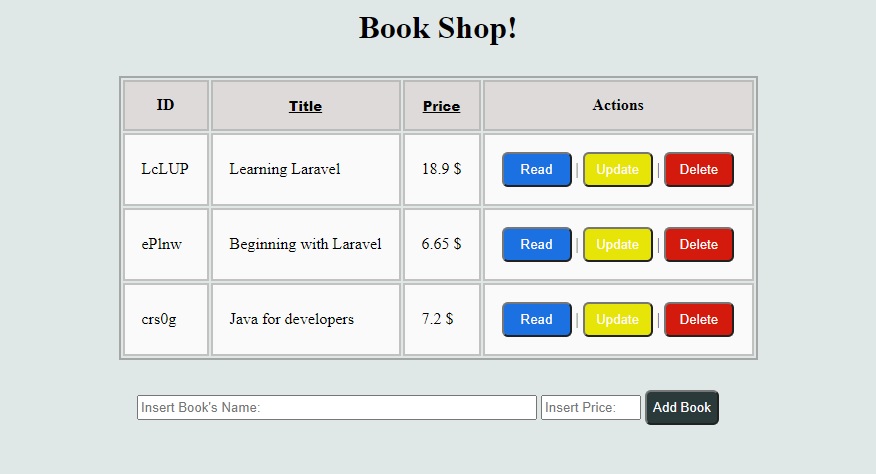 Book Shop!
ID Title Price Actions
LcLUP Learning Laravel 18.9 $ Read | Update | Delete
ePlnw Beginning with Laravel 6.65 $ Read | Update | Delete
crs0g Java for developers 7.2 $ Read | Update | Delete
Insert Book's Name: Insert Price: Add Book